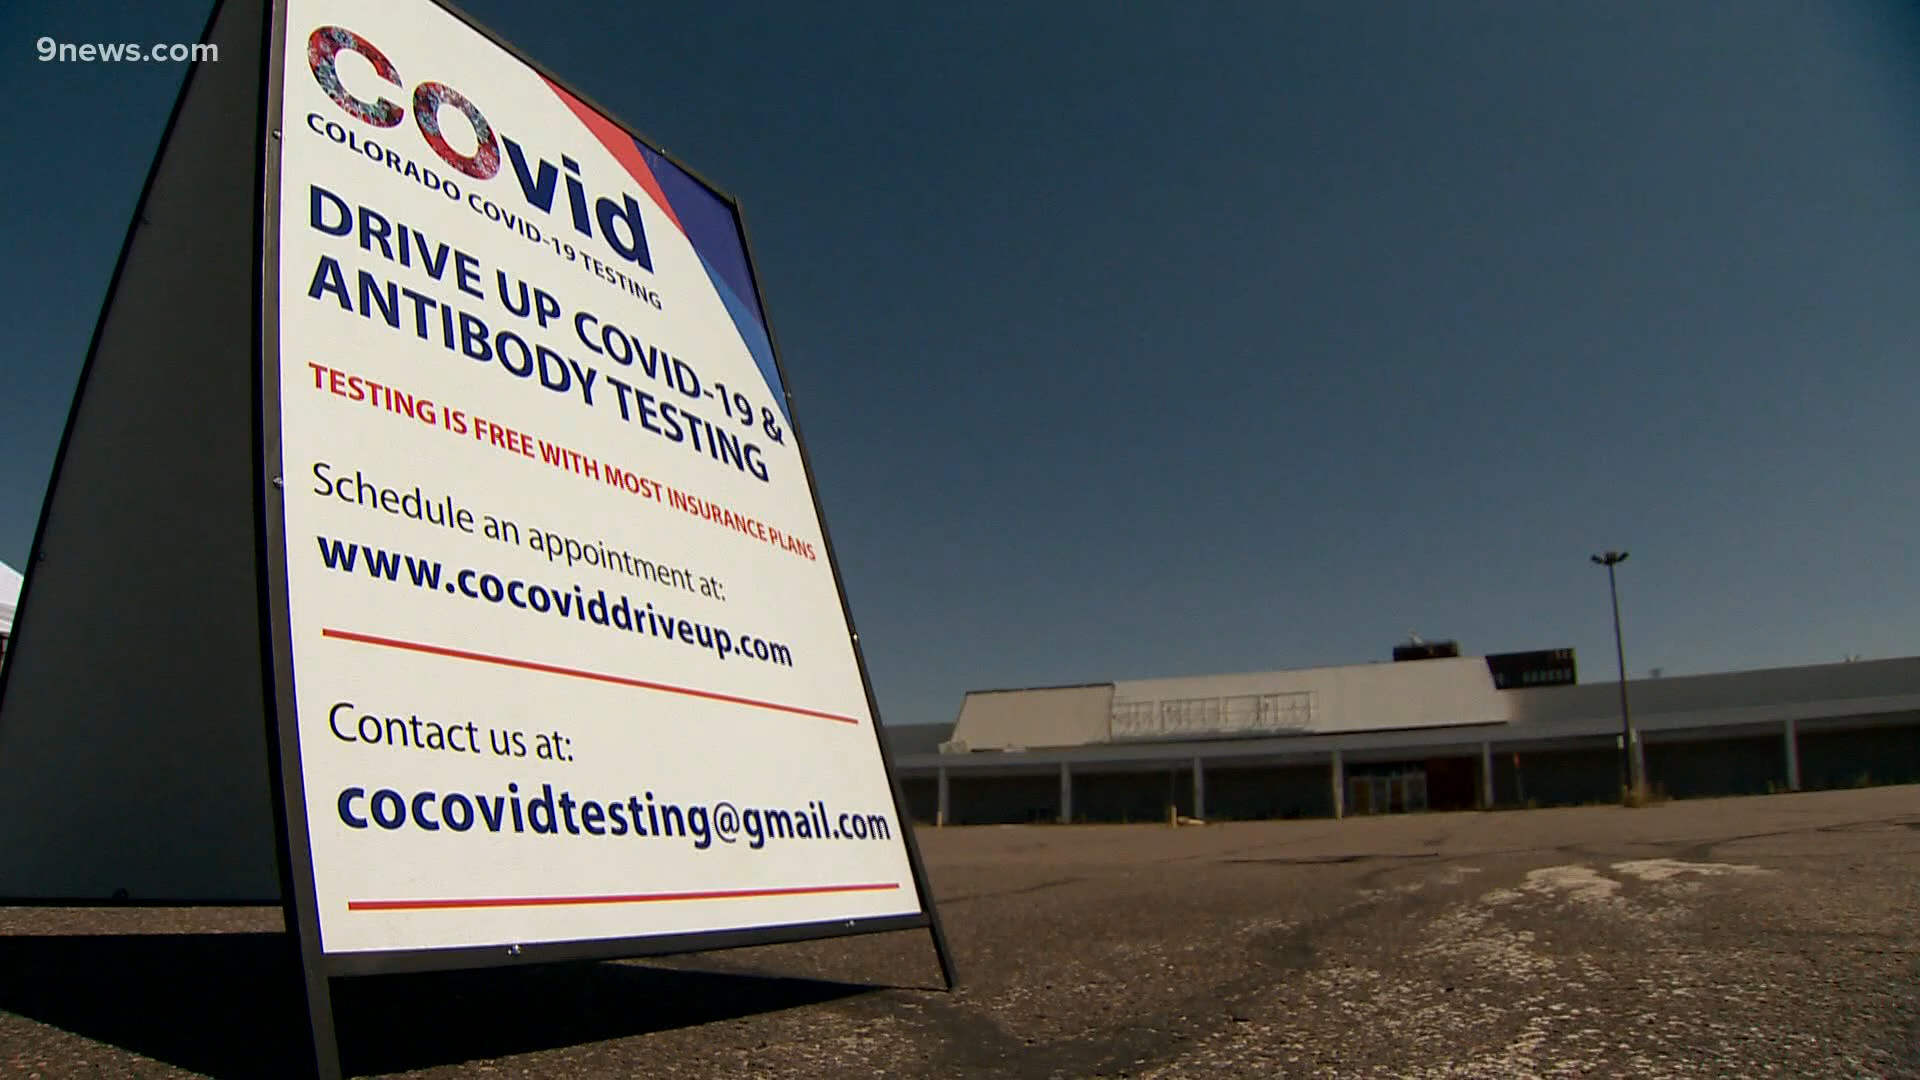 9news.com
COvid
COLORADO COVID-19 TESTING
DRIVE UP COVID-19 &
ANTIBODY TESTING
TESTING IS FREE WITH MOST INSURANCE PLANS
Schedule an appointment at:
www.cocoviddriveup.com
Contact us at:
cocovidtesting@gmail.com